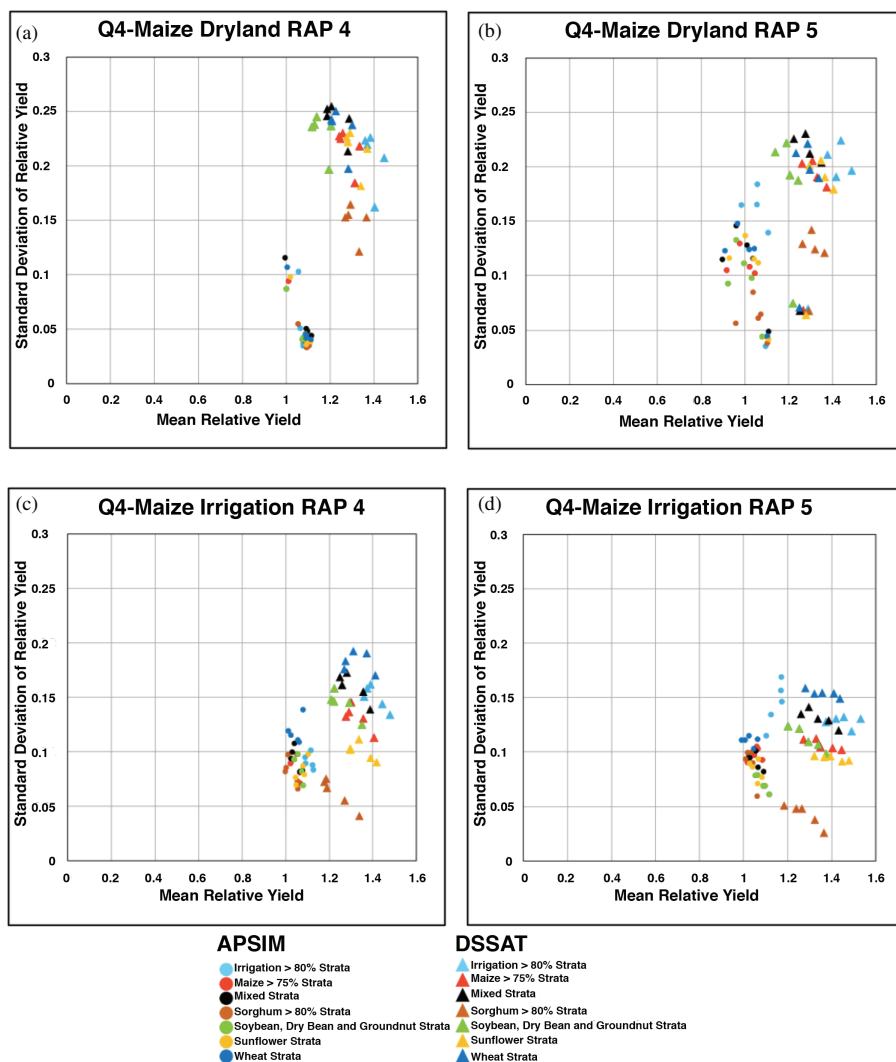 (a) Q4-Maize Dryland RAP 4
Standard Deviation of Relative Yield
0.3
0.25
0.2
0.15
0.1
0.05
0
0 0.2 0.4 0.6 0.8 1 1.2 1.4 1.6
Mean Relative Yield
(b) Q4-Maize Dryland RAP 5
Standard Deviation of Relative Yield
0.3
0.25
0.2
0.15
0.1
0.05
0
0 0.2 0.4 0.6 0.8 1 1.2 1.4 1.6
Mean Relative Yield
(c) Q4-Maize Irrigation RAP 4
Standard Deviation of Relative Yield
0.3
0.25
0.2
0.15
0.1
0.05
0
0 0.2 0.4 0.6 0.8 1 1.2 1.4 1.6
Mean Relative Yield
(d) Q4-Maize Irrigation RAP 5
Standard Deviation of Relative Yield
0.3
0.25
0.2
0.15
0.1
0.05
0
0 0.2 0.4 0.6 0.8 1 1.2 1.4 1.6
Mean Relative Yield
APSIM
Irrigation > 80% Strata
Maize > 75% Strata
Mixed Strata
Sorghum > 80% Strata
Soybean, Dry Bean and Groundnut Strata
Sunflower Strata
Wheat Strata
DSSAT
Irrigation > 80% Strata
Maize > 75% Strata
Mixed Strata
Sorghum > 80% Strata
Soybean, Dry Bean and Groundnut Strata
Sunflower Strata
Wheat Strata